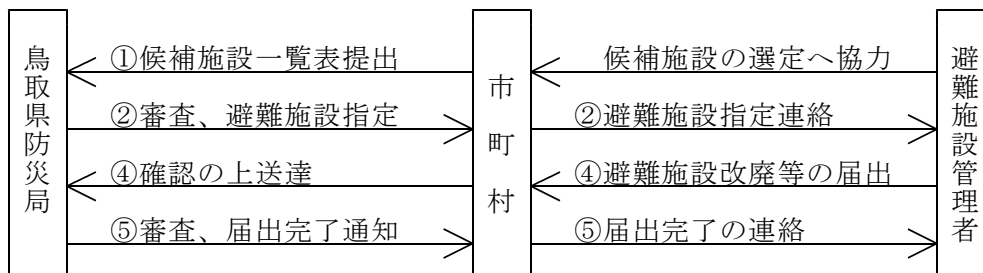 鳥取県防災局
①候補施設一覧表提出
②審査、避難施設指定
④確認の上送達
⑤審査、届出完了通知
市町村
候補施設の選定へ協力
②避難施設指定連絡
④避難施設改廃等の届出
⑤届出完了の連絡
避難施設管理者